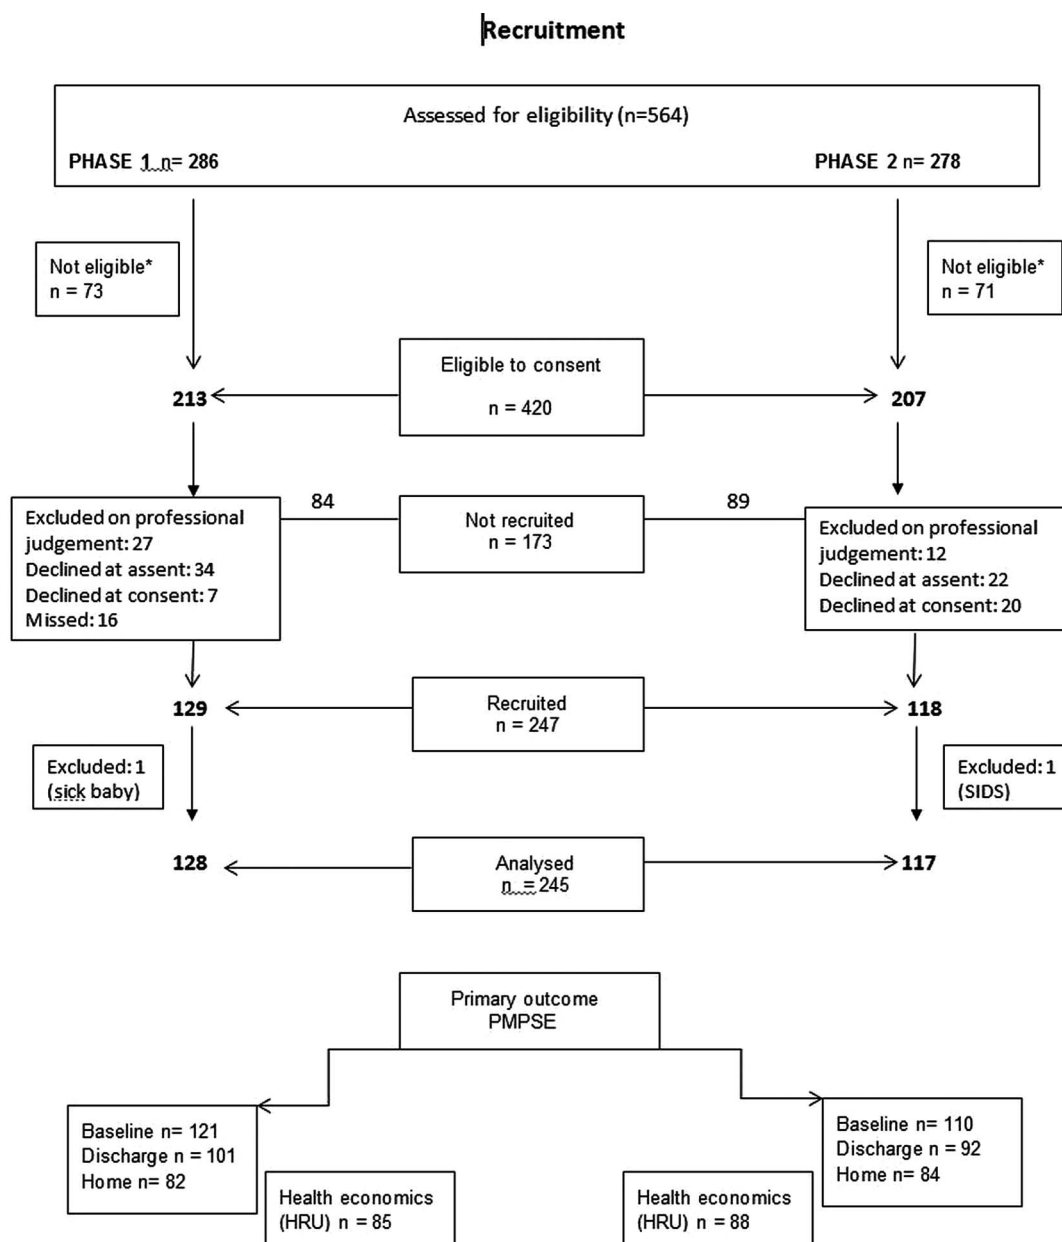 Recruitment
Assessed for eligibility (n=564)
PHASE 1 n= 286
PHASE 2 n= 278
Not eligible*
n = 73
Not eligible*
n = 71
Eligible to consent
n = 420
213
207
84
89
Excluded on professional
judgement: 27
Declined at assent: 34
Declined at consent: 7
Missed: 16
Not recruited
n = 173
Excluded on professional
judgement: 12
Declined at assent: 22
Declined at consent: 20
129
Recruited
n = 247
118
Excluded: 1
(sick baby)
Excluded: 1
(SIDS)
128
Analysed
n = 245
117
Primary outcome
PMPSE
Baseline n= 121
Discharge n = 101
Home n= 82
Baseline n= 110
Discharge n = 92
Home n= 84
Health economics
(HRU) n = 85
Health economics
(HRU) n = 88